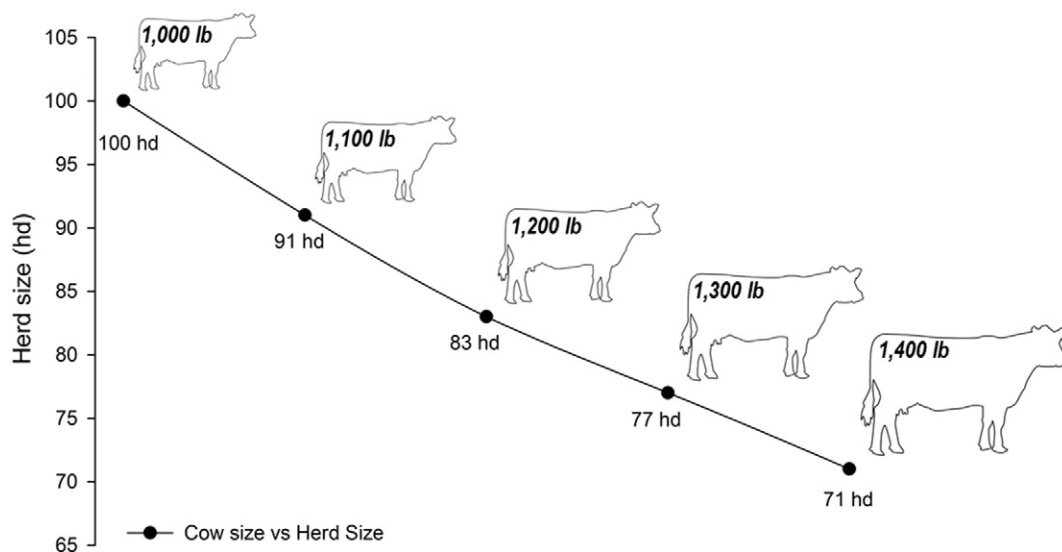 105
100
95
90
85
80
75
70
65
Herd size (hd)
1,000 lb
100 hd
1,100 lb
91 hd
1,200 lb
83 hd
1,300 lb
77 hd
1,400 lb
71 hd
Cow size vs Herd Size